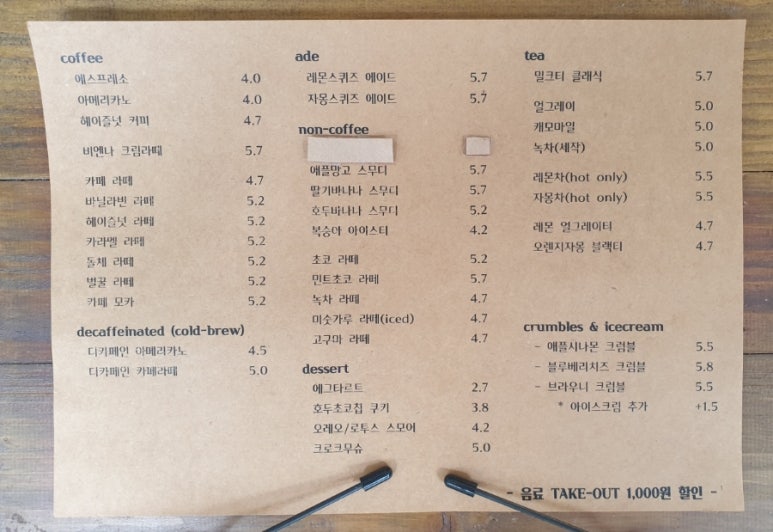 coffee
에스프레소 4.0
아메리카노 4.0
헤이즐넛 커피 4.7
비엔나 크림라떼 5.7
카페 라떼 4.7
바닐라빈 라떼 5.2
헤이즐넛 라떼 5.2
카라멜 라떼 5.2
돌체 라떼 5.2
벌꿀 라떼 5.2
카페 모카 5.2
decaffeinated (cold-brew)
디카페인 아메리카노 4.5
디카페인 카페라떼 5.0
ade
레몬스퀴즈 에이드 5.7
자몽스퀴즈 에이드 5.7
non-coffee
애플망고 스무디 5.7
딸기바나나 스무디 5.7
호두바나나 스무디 5.2
복숭아 아이스티 4.2
초코 라떼 5.2
민트초코 라떼 5.7
녹차 라떼 4.7
미숫가루 라떼(iced) 4.7
고구마 라떼 4.7
dessert
에그타르트 2.7
호두초코칩 쿠키 3.8
오레오/로투스 스모어 4.2
크로크무슈 5.0
tea
밀크티 클래식 5.7
얼그레이 5.0
캐모마일 5.0
녹차(세작) 5.0
레몬차(hot only) 5.5
자몽차(hot only) 5.5
레몬 얼그레이티 4.7
오렌지자몽 블랙티 4.7
crumbles & icecream
- 애플시나몬 크럼블 5.5
- 블루베리치즈 크럼블 5.8
- 브라우니 크럼블 5.5
* 아이스크림 추가 +1.5
- 음료 TAKE-OUT 1,000원 할인 -